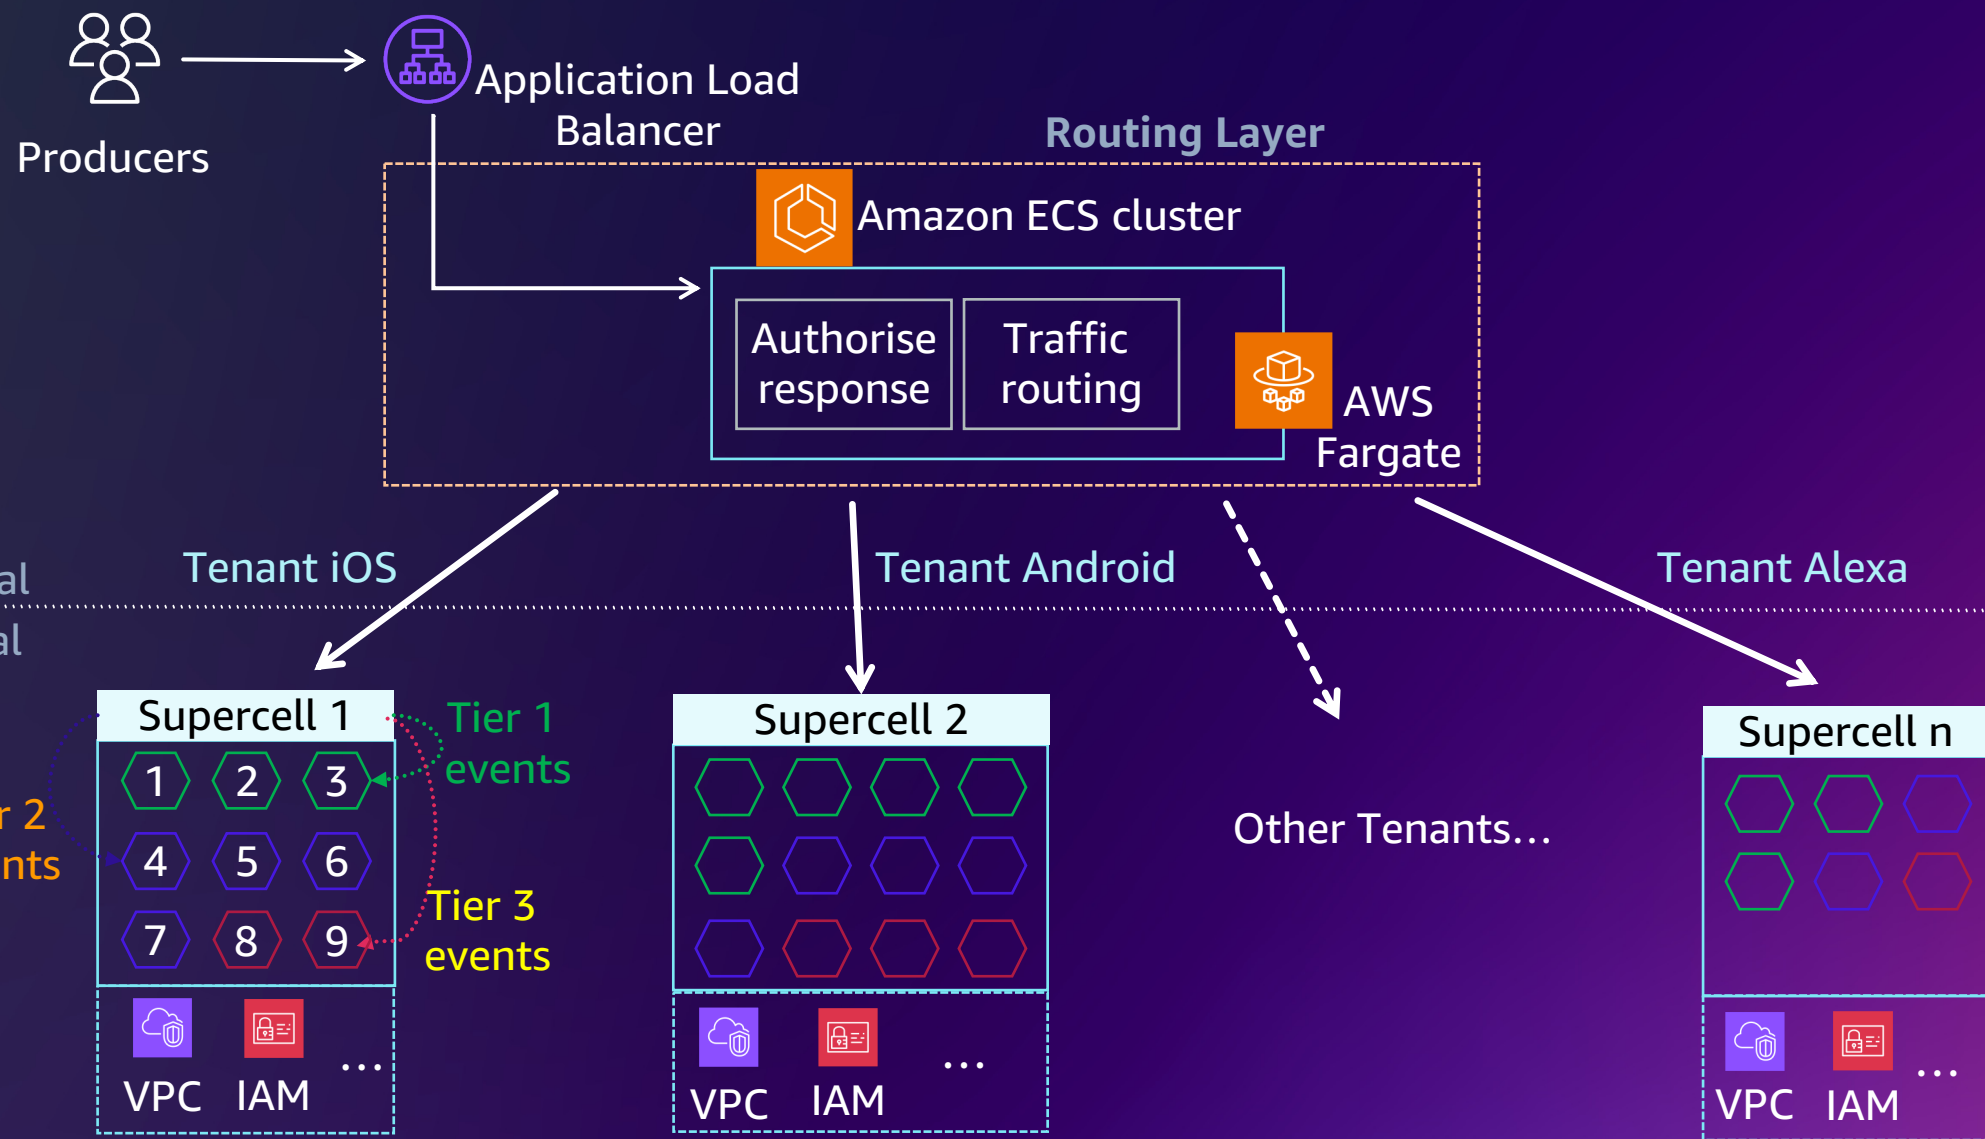 Producers
Application Load
Balancer
Routing Layer
Amazon ECS cluster
Authorise
response
Traffic
routing
AWS
Fargate
Tenant iOS
Tenant Android
Tenant Alexa
Supercell 1
1
2
3
4
5
6
7
8
9
Tier 1
events
2
Tier 3
events
VPC
IAM
...
Supercell 2
VPC
IAM
...
Other Tenants...
Supercell n
VPC
IAM
...